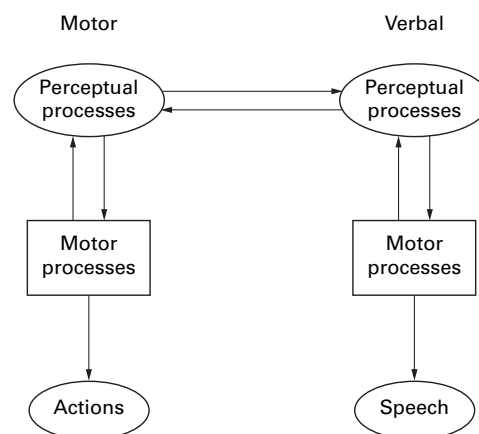 Motor
Verbal
Perceptual
processes
Perceptual
processes
Motor
processes
Motor
processes
Actions
Speech